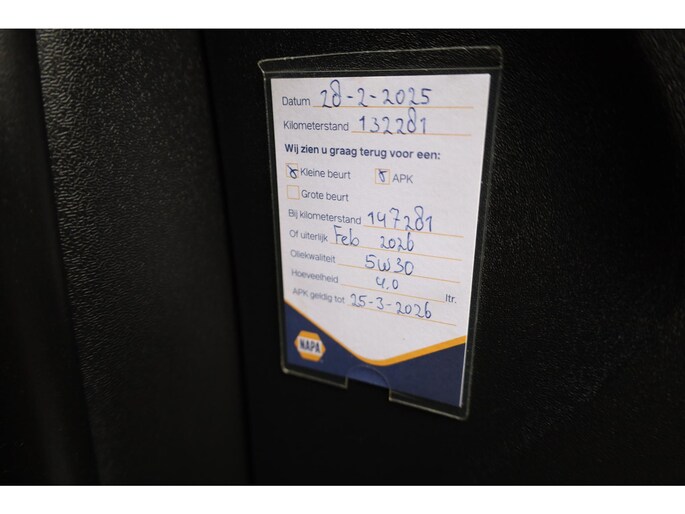 Datum 28-2-2025
Kilometerstand 132281
Wij zien u graag terug voor een:
Kleine beurt APK
Grote beurt
Bij kilometerstand 147281
Of uiterlijk Feb 2026
Oliekwaliteit 5W30
Hoeveelheid 4.0 ltr.
APK geldig tot 25-3-2026
NAPA